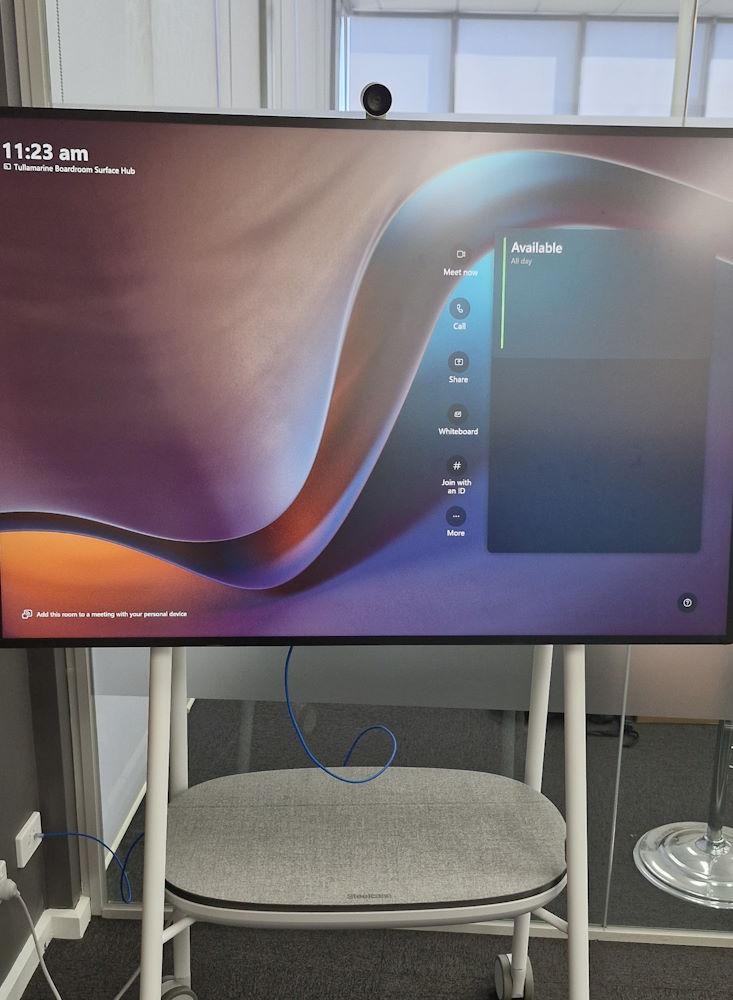 11:23 am
Tullamarine Boardroom Surface Hub
Available
All day
Meet now
Call
Share
Whiteboard
Join with
an ID
More
Add this room to a meeting with your personal device
Steelcase